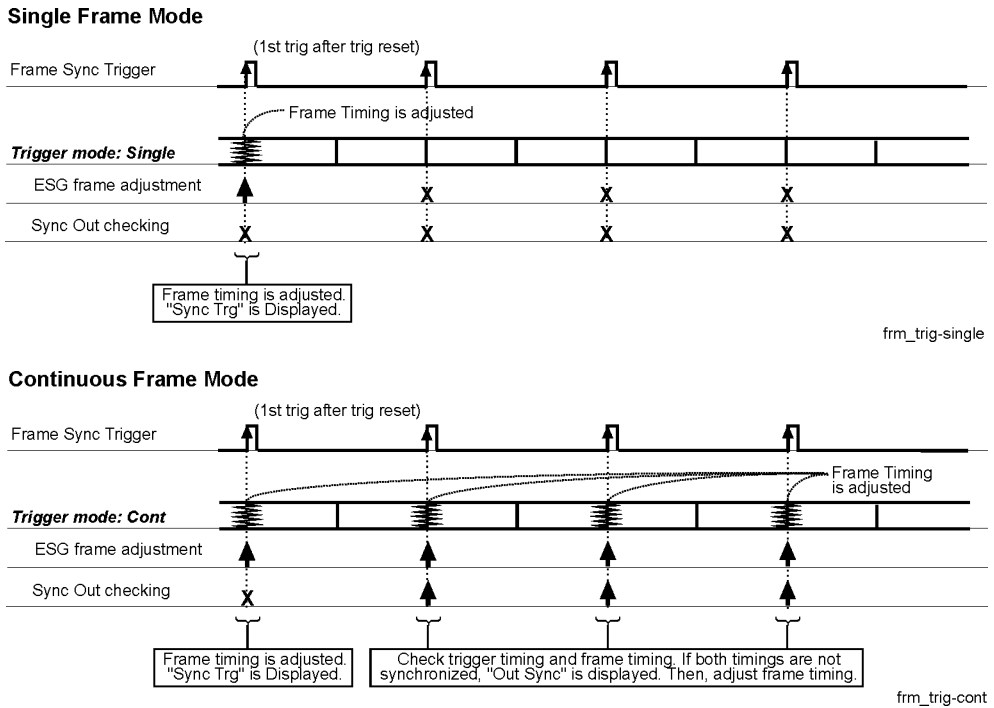 Single Frame Mode
(1st trig after trig reset)
Frame Sync Trigger
Frame Timing is adjusted
Trigger mode: Single
ESG frame adjustment
X X X
Sync Out checking
X X X X
Frame timing is adjusted.
"Sync Trg" is Displayed.
frm_trig-single
Continuous Frame Mode
(1st trig after trig reset)
Frame Sync Trigger
Frame Timing
is adjusted
Trigger mode: Cont
ESG frame adjustment
Sync Out checking
X
Frame timing is adjusted.
"Sync Trg" is Displayed.
Check trigger timing and frame timing. If both timings are not
synchronized, "Out Sync" is displayed. Then, adjust frame timing.
frm_trig-cont